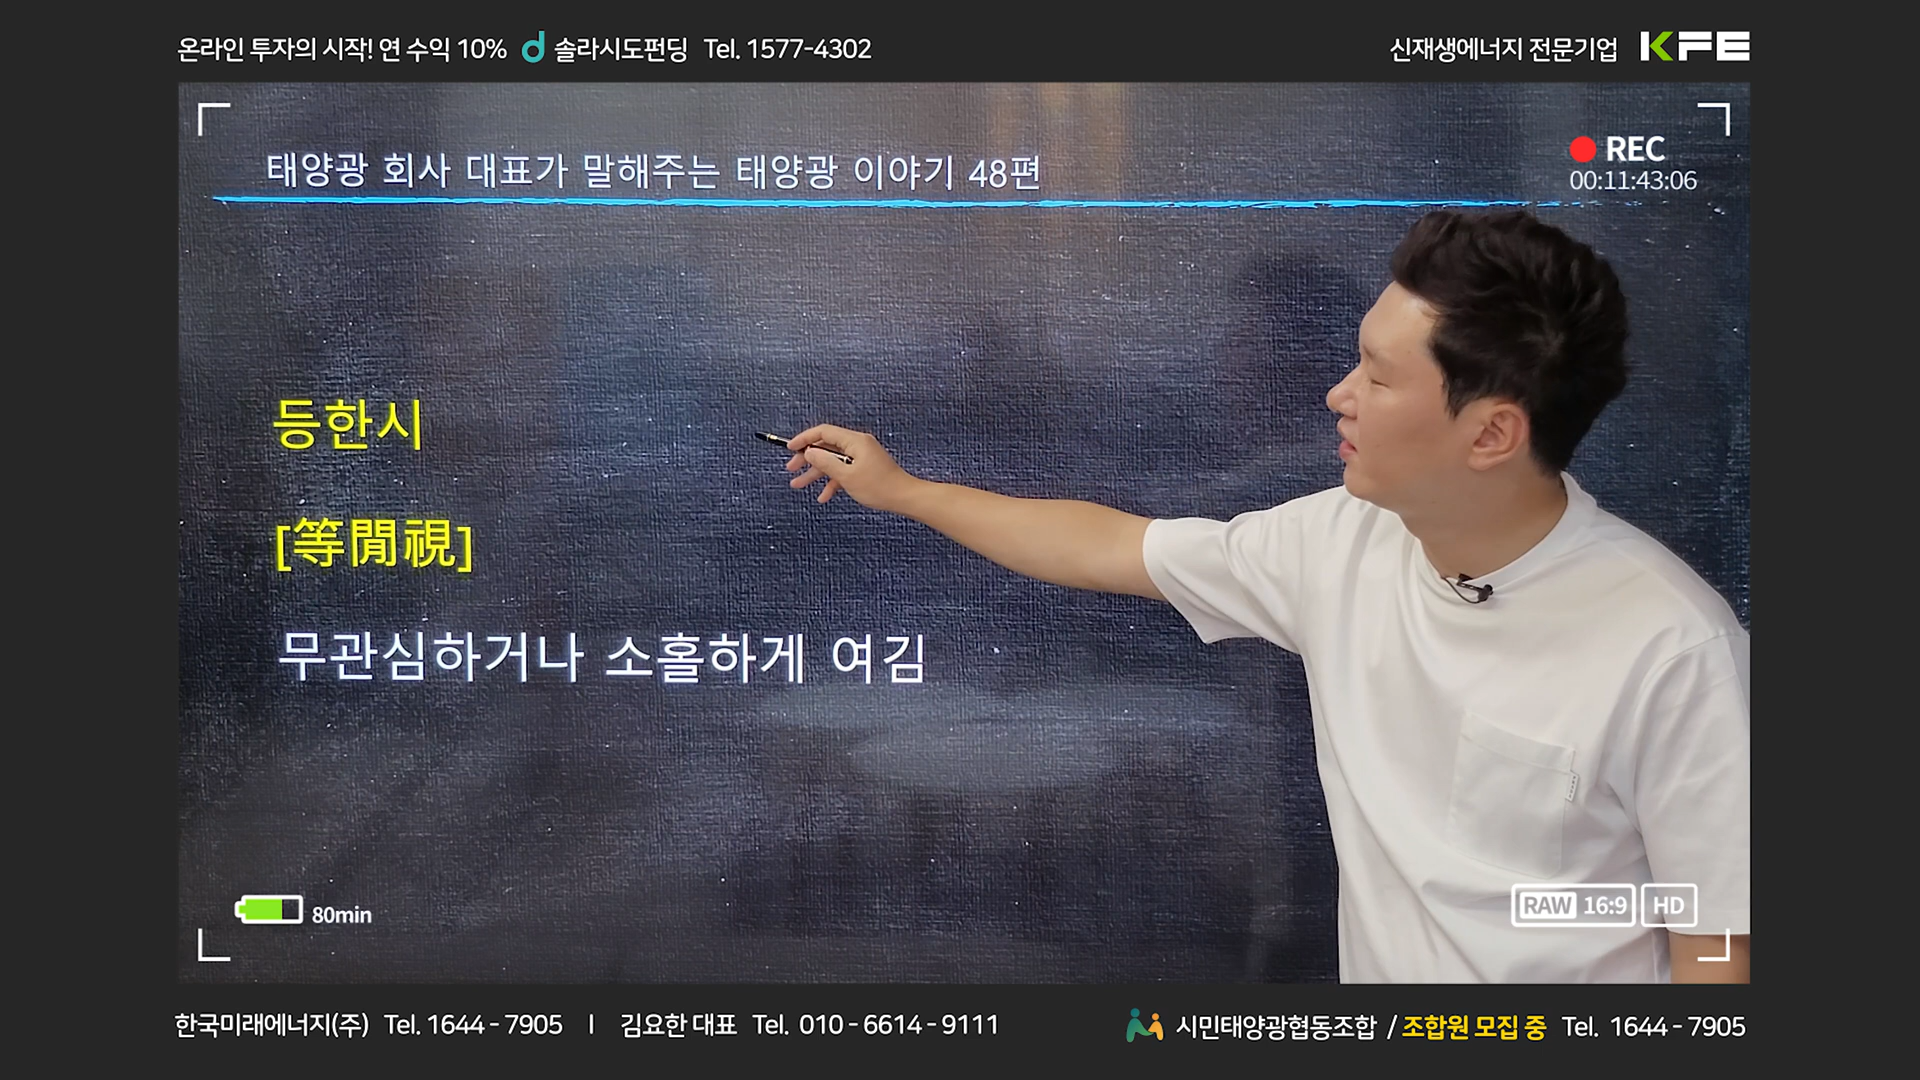 온라인 투자의 시작! 연 수익 10% 솔라시도펀딩 Tel. 1577-4302
신재생에너지 전문기업 KFE
태양광 회사 대표가 말해주는 태양광 이야기 48편
REC
00:11:43:06
등한시
[等閒視]
무관심하거나 소홀하게 여김
80min
RAW 16:9 HD
한국미래에너지(주) Tel. 1644 - 7905 | 김요한 대표 Tel. 010 - 6614 - 9111
시민태양광협동조합 / 조합원 모집 중 Tel. 1644 - 7905